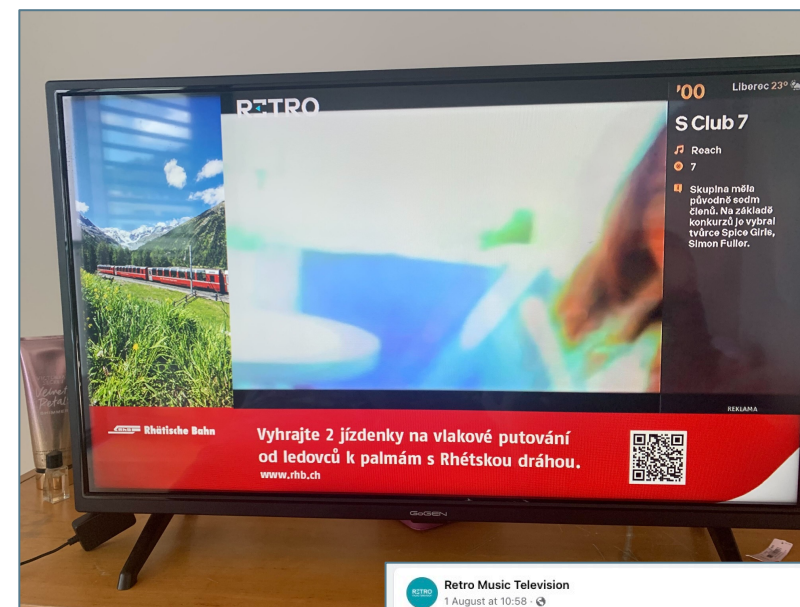 RETRO
'00
Liberec 23°
S Club 7
Reach
7
Skupina měla
původně sedm
členů. Na základě
konkurzů je vybral
tvůrce Spice Girls,
Simon Fuller.
REKLAMA
Rhätische Bahn
Vyhrajte 2 jízdenky na vlakové putování
od ledovců k palmám s Rhétskou dráhou.
www.rhb.ch
GoGEN
RETRO
Retro Music Television
1 August at 10:58 ·